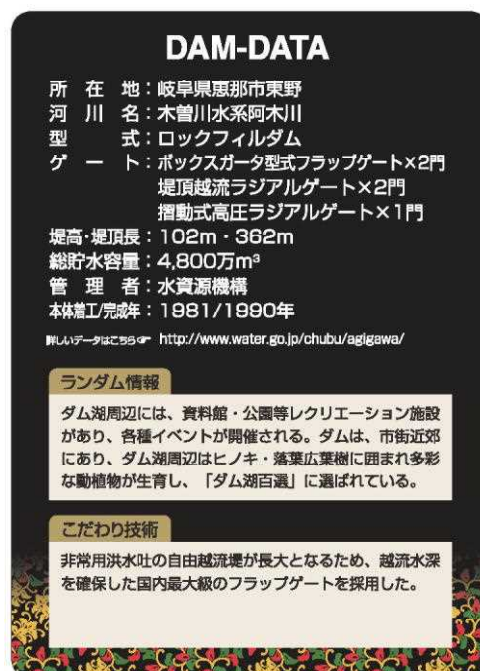 DAM-DATA
所在地：岐阜県恵那市東野
河川名：木曽川水系阿木川
型式：ロックフィルダム
ゲート：ボックスガータ型式フラップゲート×2門
堤頂越流ラジアルゲート×2門
摺動式高圧ラジアルゲート×1門
堤高・堤頂長：102m・362m
総貯水容量：4,800万m³
管理者：水資源機構
本体着工/完成年：1981/1990年
詳しいデータはこちら☞ http://www.water.go.jp/chubu/agigawa/
ランダム情報
ダム湖周辺には、資料館・公園等レクリエーション施設
があり、各種イベントが開催される。ダムは、市街近郊
にあり、ダム湖周辺はヒノキ・落葉広葉樹に囲まれ多彩
な動植物が生育し、「ダム湖百選」に選ばれている。
こだわり技術
非常用洪水吐の自由越流堤が長大となるため、越流水深
を確保した国内最大級のフラップゲートを採用した。